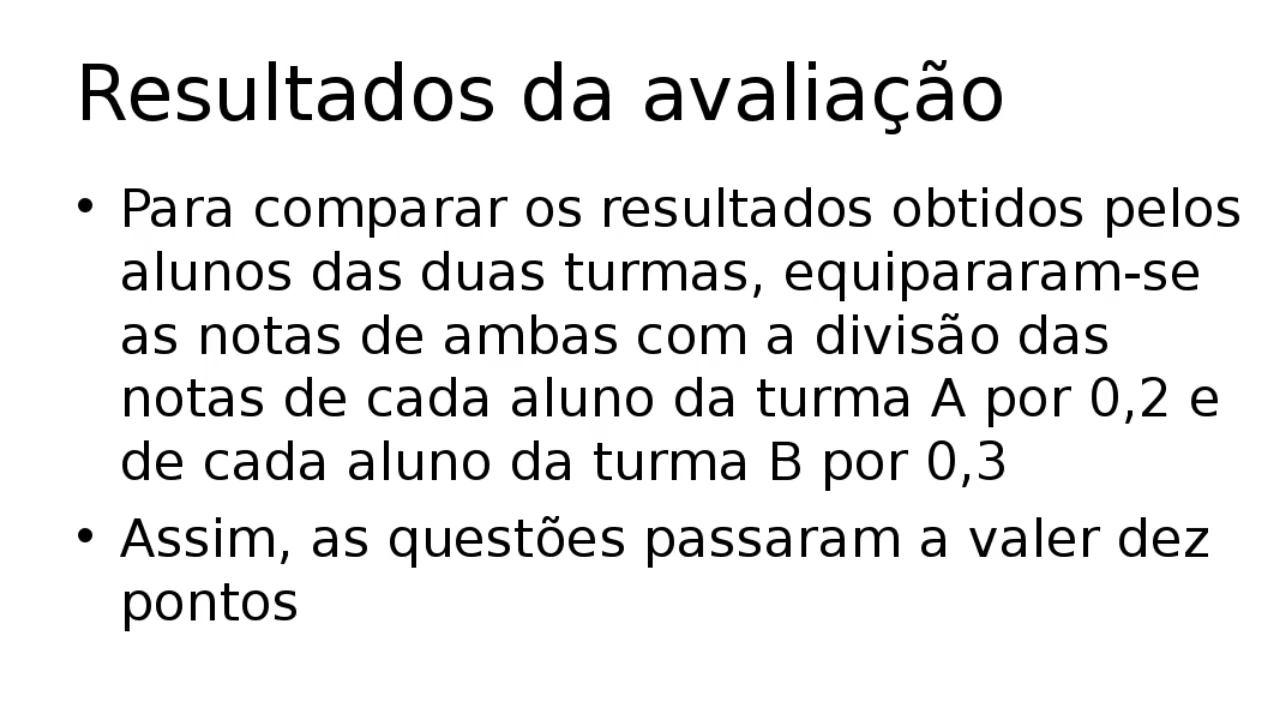 Resultados da avaliação
• Para comparar os resultados obtidos pelos
alunos das duas turmas, equipararam-se
as notas de ambas com a divisão das
notas de cada aluno da turma A por 0,2 e
de cada aluno da turma B por 0,3
• Assim, as questões passaram a valer dez
pontos